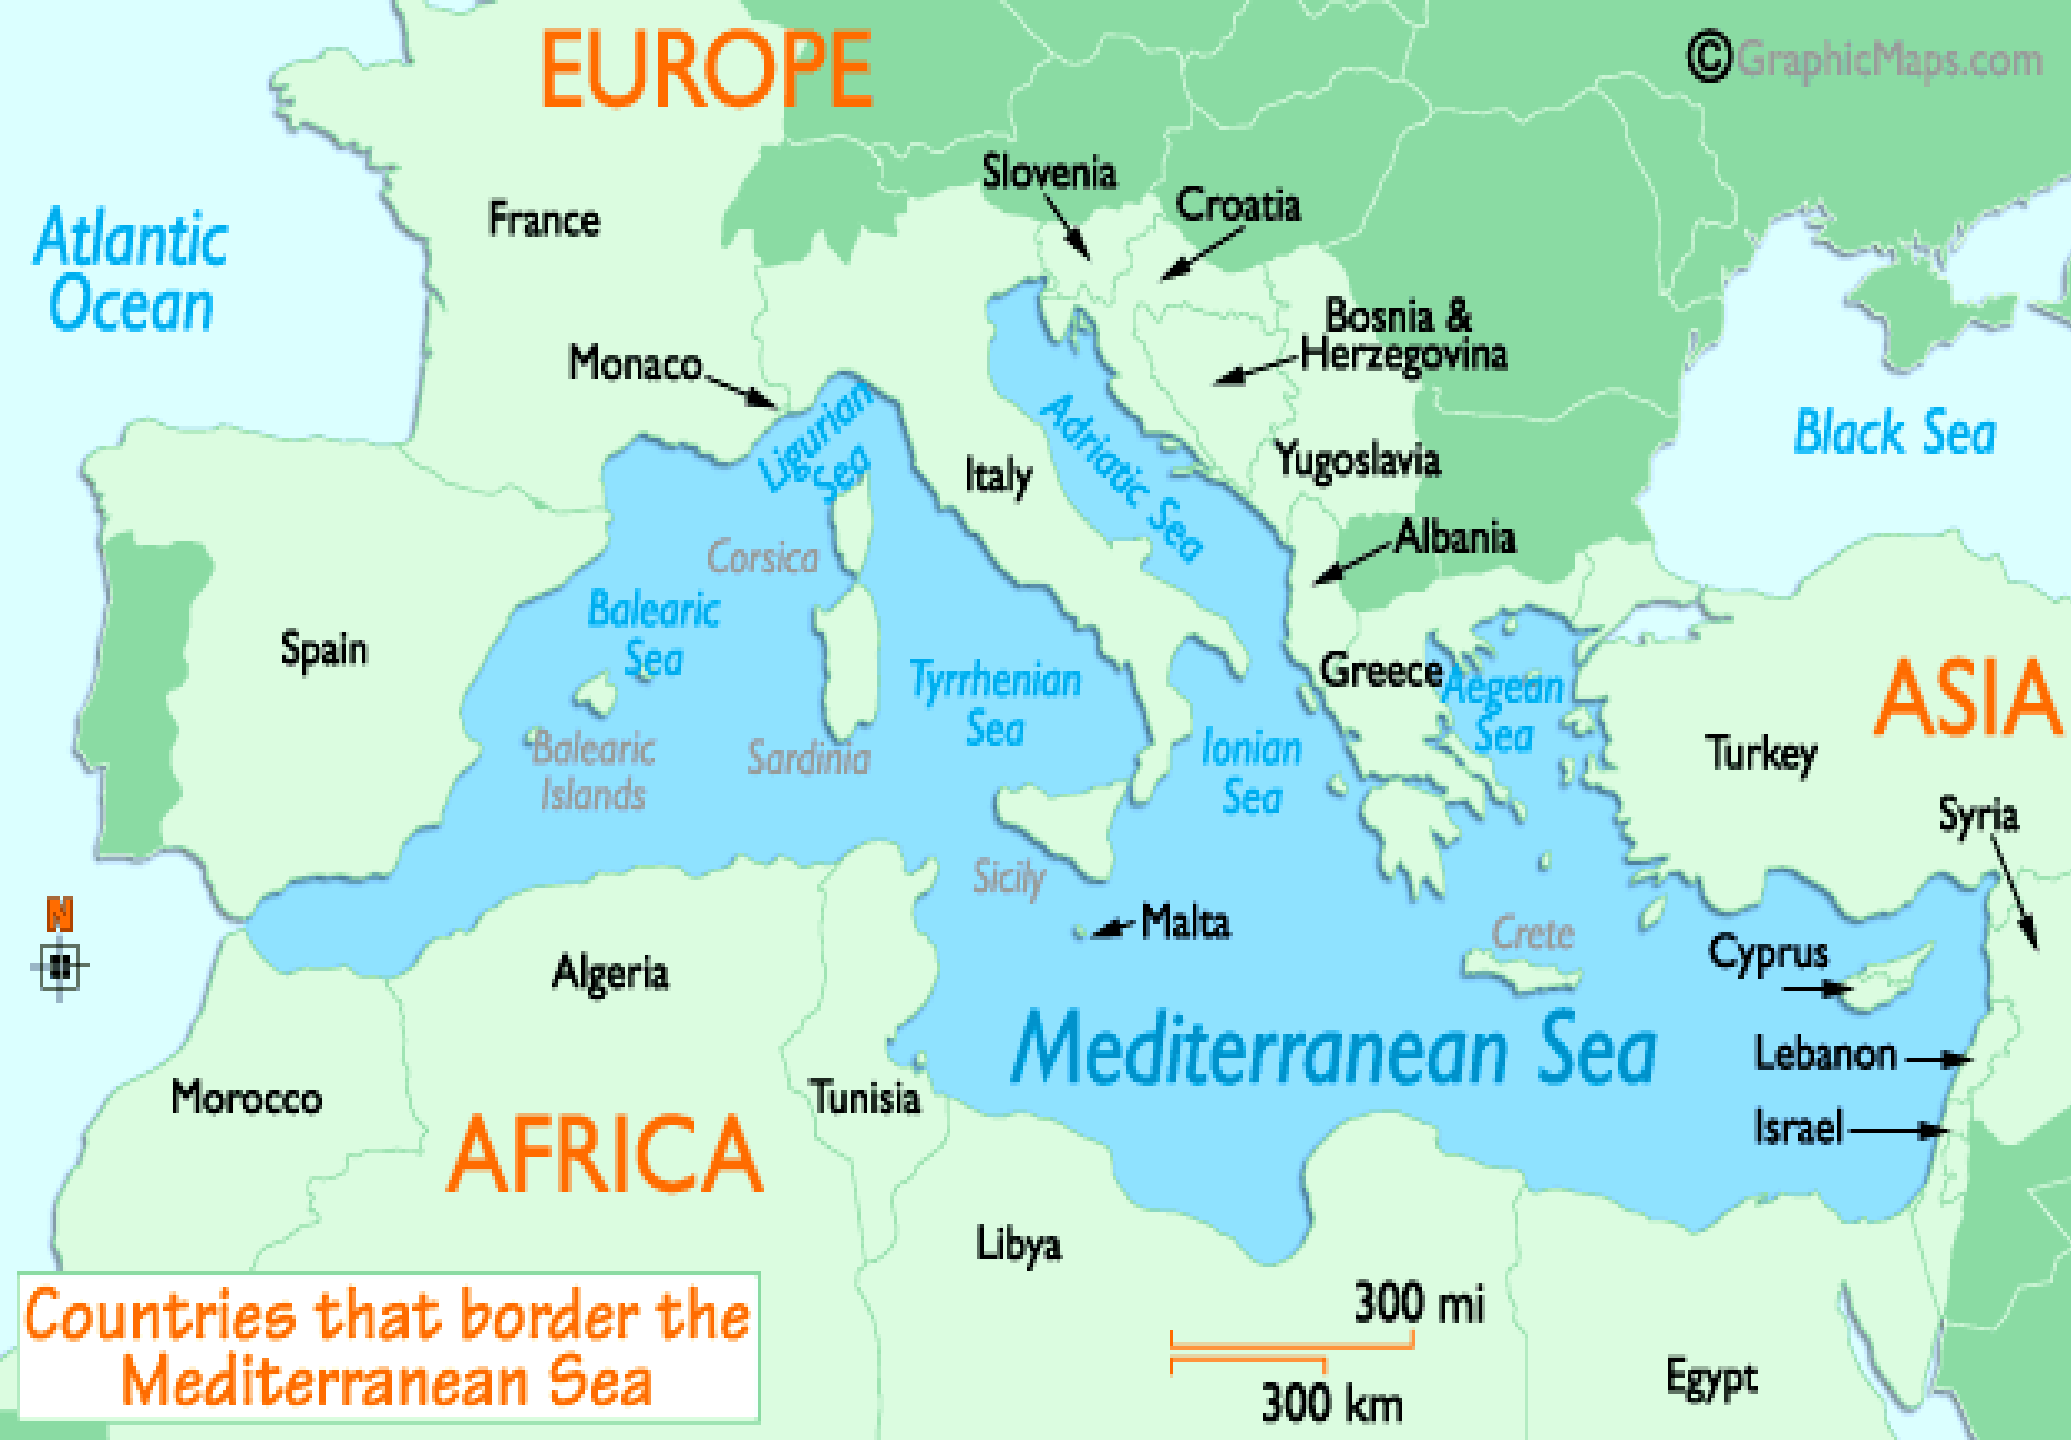 EUROPE
©GraphicMaps.com
Slovenia
Croatia
France
Atlantic
Ocean
Bosnia &
Herzegovina
Monaco
Ligurian
Sea
Adriatic Sea
Black Sea
Italy
Yugoslavia
Albania
Corsica
Balearic
Sea
Spain
Tyrrhenian
Sea
Greece
Aegean
Sea
ASIA
Turkey
Balearic
Islands
Sardinia
Ionian
Sea
Syria
Sicily
N
Malta
Crete
Cyprus
Algeria
Mediterranean Sea
Lebanon
Morocco
Tunisia
Israel
AFRICA
Libya
300 mi
300 km
Egypt
Countries that border the
Mediterranean Sea